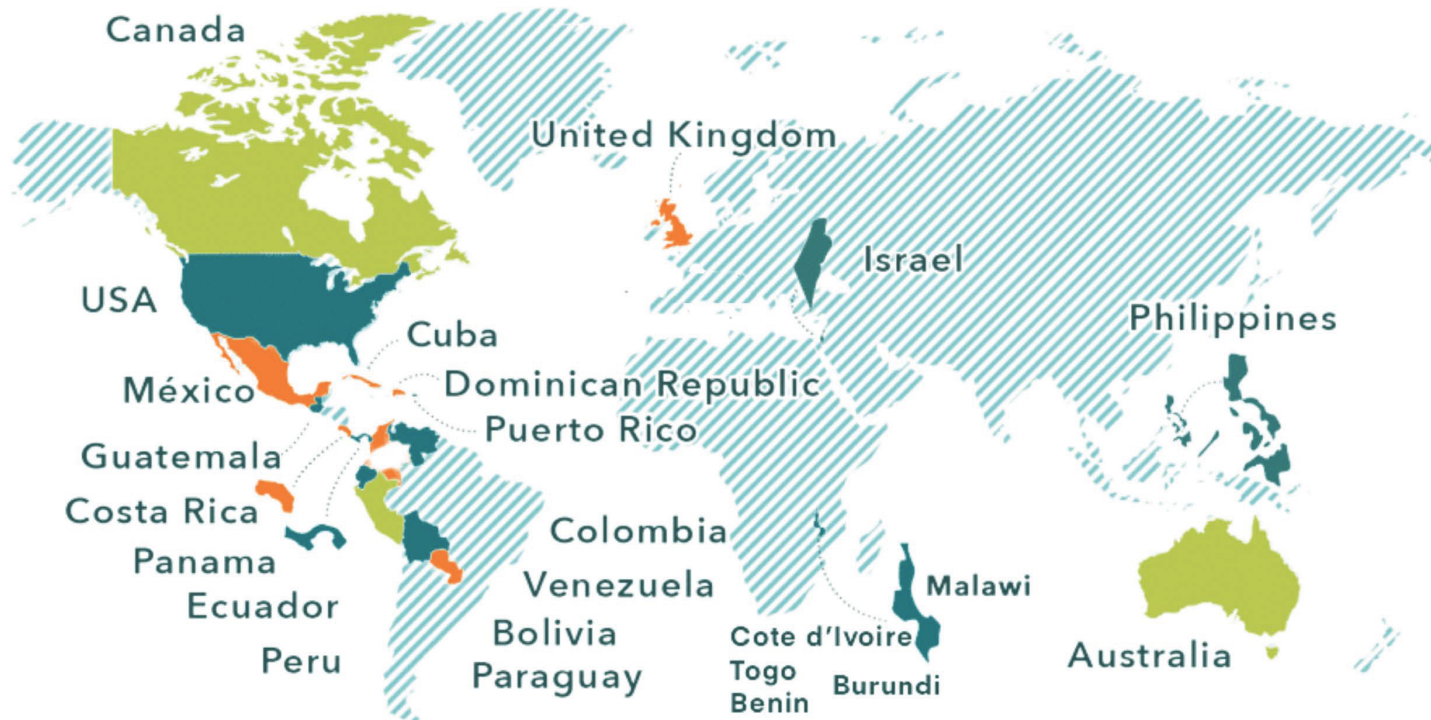 Canada
United Kingdom
Israel
USA
Philippines
Cuba
México
Dominican Republic
Puerto Rico
Guatemala
Costa Rica
Panama
Ecuador
Peru
Colombia
Venezuela
Bolivia
Paraguay
Malawi
Cote d'Ivoire
Togo
Benin
Burundi
Australia